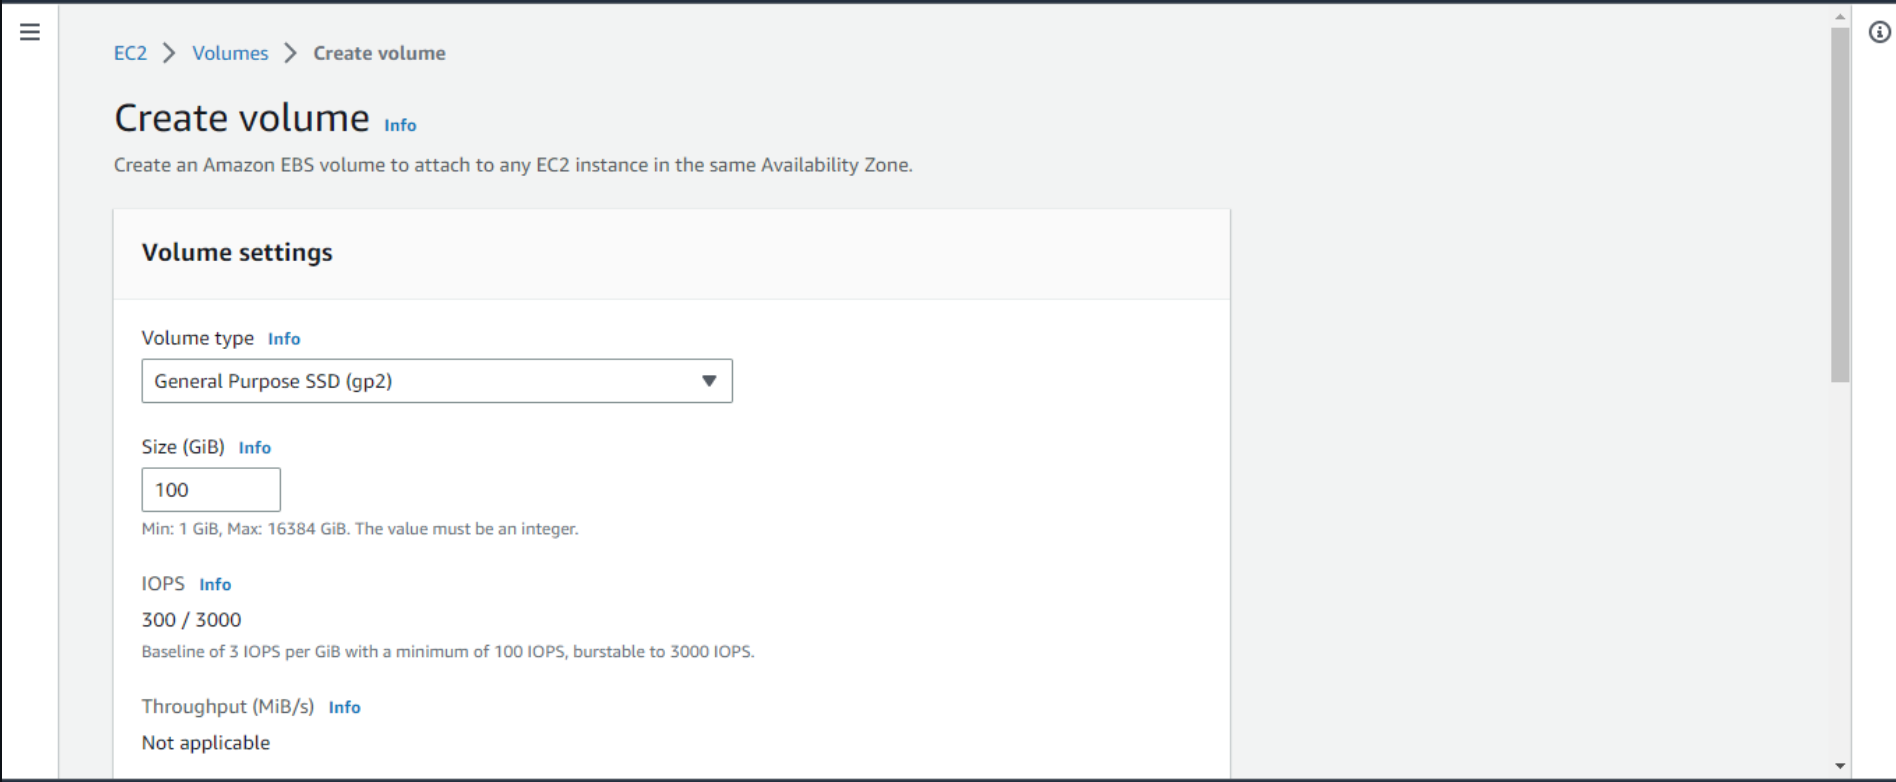 EC2 > Volumes > Create volume
Create volume Info
Create an Amazon EBS volume to attach to any EC2 instance in the same Availability Zone.
Volume settings
Volume type Info
General Purpose SSD (gp2)
Size (GiB) Info
100
Min: 1 GiB, Max: 16384 GiB. The value must be an integer.
IOPS Info
300 / 3000
Baseline of 3 IOPS per GiB with a minimum of 100 IOPS, burstable to 3000 IOPS.
Throughput (MiB/s) Info
Not applicable